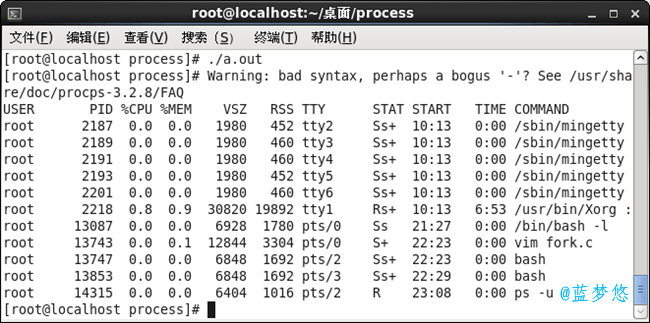 root@localhost:~/桌面/process
文件(F) 编辑(E) 查看(V) 搜索 (S) 终端(T) 帮助(H)
[root@localhost process]# ./a.out
[root@localhost process]# Warning: bad syntax, perhaps a bogus '-'? See /usr/sha
re/doc/procps-3.2.8/FAQ
USER PID %CPU %MEM VSZ RSS TTY STAT START TIME COMMAND
root 2187 0.0 0.0 1980 452 tty2 Ss+ 10:13 0:00 /sbin/mingetty
root 2189 0.0 0.0 1980 460 tty3 Ss+ 10:13 0:00 /sbin/mingetty
root 2191 0.0 0.0 1980 460 tty4 Ss+ 10:13 0:00 /sbin/mingetty
root 2193 0.0 0.0 1980 452 tty5 Ss+ 10:13 0:00 /sbin/mingetty
root 2201 0.0 0.0 1980 460 tty6 Ss+ 10:13 0:00 /sbin/mingetty
root 2218 0.8 0.9 30820 19892 tty1 Rs+ 10:13 6:53 /usr/bin/Xorg :
root 13087 0.0 0.0 6928 1780 pts/0 Ss 21:27 0:00 /bin/bash -l
root 13743 0.0 0.1 12844 3304 pts/0 S+ 22:23 0:00 vim fork.c
root 13747 0.0 0.0 6848 1692 pts/2 Ss+ 22:23 0:00 bash
root 13853 0.0 0.0 6848 1692 pts/3 Ss+ 22:29 0:00 bash
root 14315 0.0 0.0 6404 1016 pts/2 R 23:08 0:00 ps -u
@蓝梦悠
[root@localhost process]#